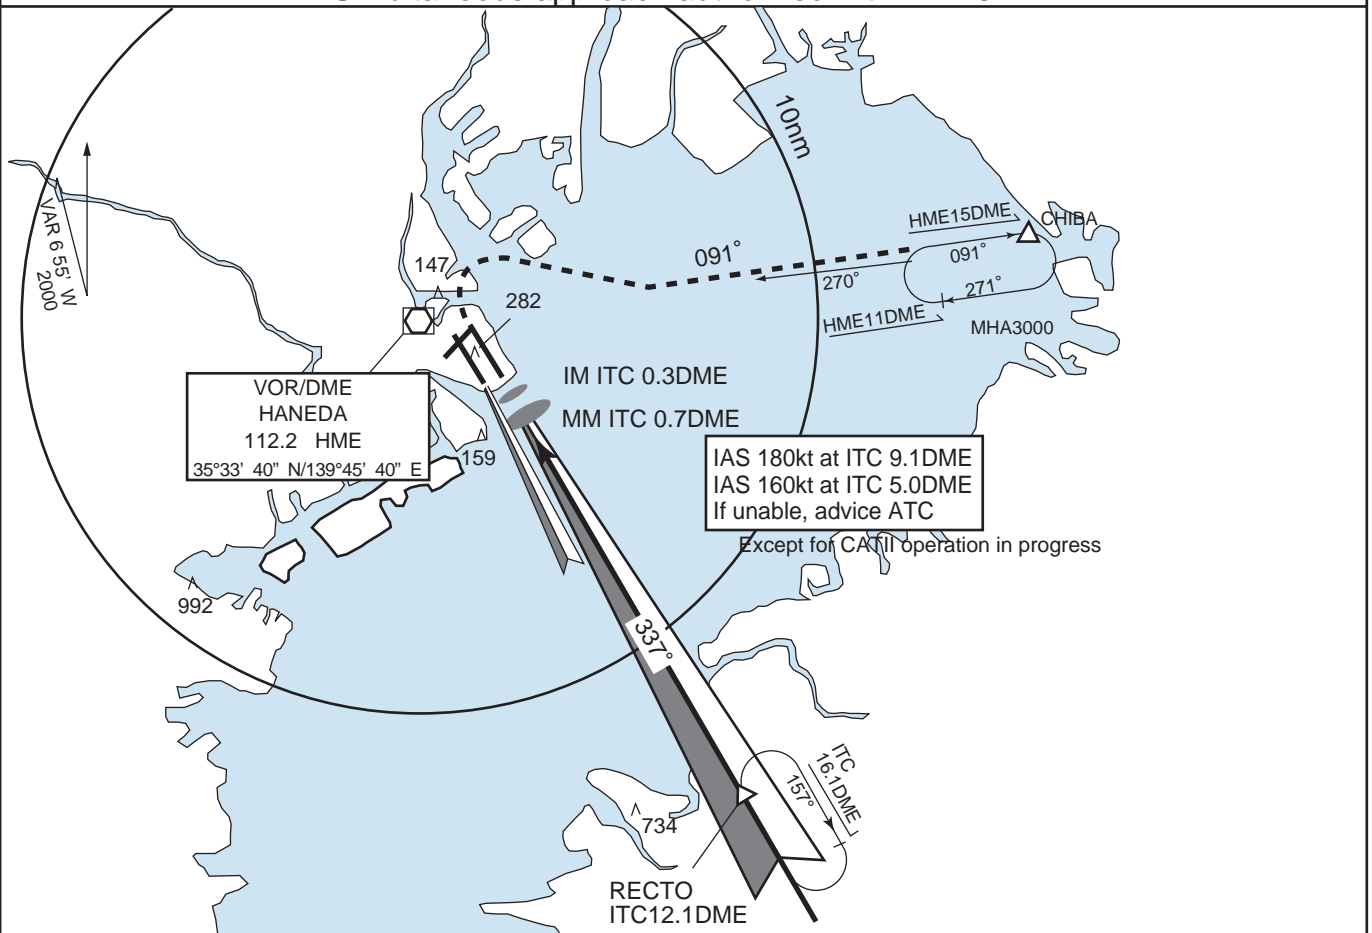 10nm
VAR 6 55' W
2000
147
282
091°
HME15DME
CHIBA
091°
270°
271°
HME11DME
MHA3000
VOR/DME
HANEDA
112.2 HME
35°33' 40” N/139°45' 40” E
IM ITC 0.3DME
MM ITC 0.7DME
159
IAS 180kt at ITC 9.1DME
IAS 160kt at ITC 5.0DME
If unable, advice ATC
Except for CATII operation in progress
992
337°
ITC
16.1DME
157°
734
RECTO
ITC12.1DME